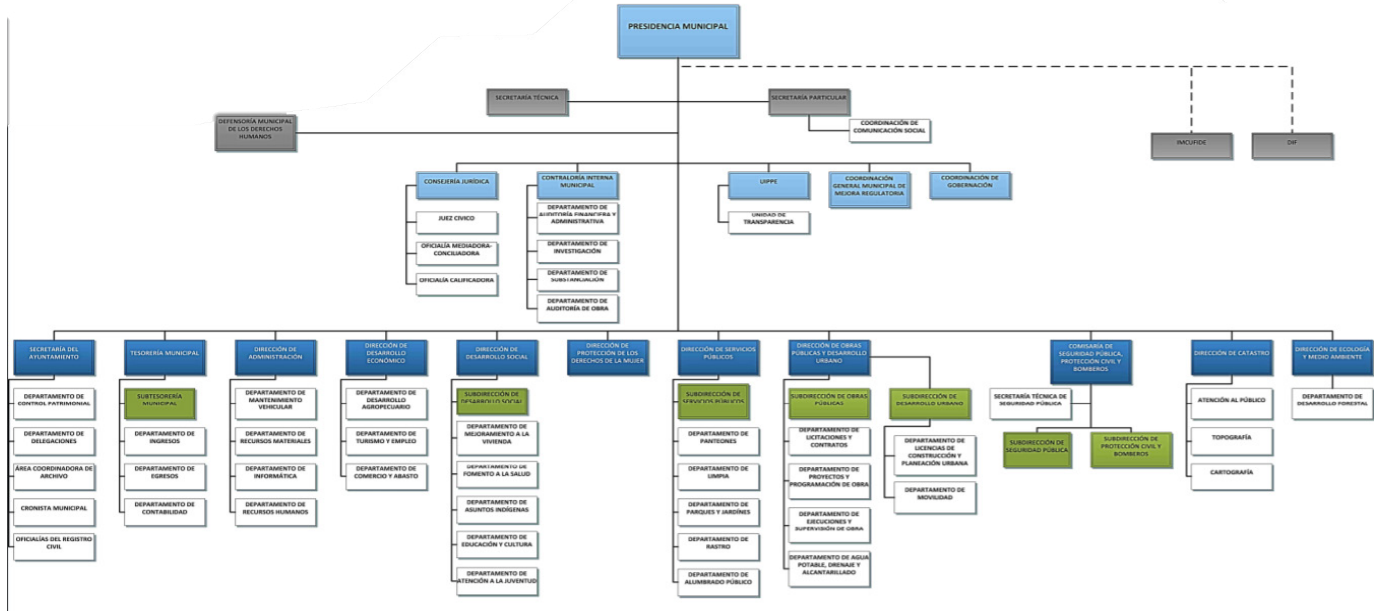 PRESIDENCIA MUNICIPAL
SECRETARÍA TÉCNICA
SECRETARÍA PARTICULAR
DEFENSORÍA MUNICIPAL
DE LOS DERECHOS
HUMANOS
COORDINACIÓN DE
COMUNICACIÓN SOCIAL
IMCUFIDE
DIF
CONSEJERÍA JURÍDICA
CONTRALORÍA INTERNA
MUNICIPAL
UIPPE
COORDINACIÓN
GENERAL MUNICIPAL DE
MEJORA REGULATORIA
COORDINACIÓN DE
GOBERNACIÓN
JUEZ CIVICO
OFICIALÍA MEDIADORA-
CONCILIADORA
OFICIALÍA CALIFICADORA
DEPARTAMENTO DE
AUDITORÍA FINANCIERA Y
ADMINISTRATIVA
DEPARTAMENTO DE
INVESTIGACIÓN
DEPARTAMENTO DE
SUBSTANCIACIÓN
DEPARTAMENTO DE
AUDITORÍA DE OBRA
UNIDAD DE
TRANSPARENCIA
SECRETARÍA DEL
AYUNTAMIENTO
TESORERÍA MUNICIPAL
DIRECCIÓN DE
ADMINISTRACIÓN
DIRECCIÓN DE
DESARROLLO
ECONÓMICO
DIRECCIÓN DE
DESARROLLO SOCIAL
DIRECCIÓN DE
PROTECCIÓN DE LOS
DERECHOS DE LA MUJER
DIRECCIÓN DE SERVICIOS
PÚBLICOS
DIRECCIÓN DE OBRAS
PÚBLICAS Y DESARROLLO
URBANO
COMISARÍA DE
SEGURIDAD PÚBLICA,
PROTECCIÓN CIVIL Y
BOMBEROS
DIRECCIÓN DE CATASTRO
DIRECCIÓN DE ECOLOGÍA
Y MEDIO AMBIENTE
DEPARTAMENTO DE
CONTROL PATRIMONIAL
DEPARTAMENTO DE
DELEGACIONES
ÁREA COORDINADORA DE
ARCHIVO
CRONISTA MUNICIPAL
OFICIALÍAS DEL REGISTRO
CIVIL
SUBTESORERÍA
MUNICIPAL
DEPARTAMENTO DE
INGRESOS
DEPARTAMENTO DE
EGRESOS
DEPARTAMENTO DE
CONTABILIDAD
DEPARTAMENTO DE
MANTENIMIENTO
VEHICULAR
DEPARTAMENTO DE
RECURSOS MATERIALES
DEPARTAMENTO DE
INFORMÁTICA
DEPARTAMENTO DE
RECURSOS HUMANOS
DEPARTAMENTO DE
DESARROLLO
AGROPECUARIO
DEPARTAMENTO DE
TURISMO Y EMPLEO
DEPARTAMENTO DE
COMERCIO Y ABASTO
SUBDIRECCIÓN DE
DESARROLLO SOCIAL
DEPARTAMENTO DE
MEJORAMIENTO A LA
VIVIENDA
DEPARTAMENTO DE
FOMENTO A LA SALUD
DEPARTAMENTO DE
ASUNTOS INDÍGENAS
DEPARTAMENTO DE
EDUCACIÓN Y CULTURA
DEPARTAMENTO DE
ATENCIÓN A LA JUVENTUD
SUBDIRECCIÓN DE
SERVICIOS PÚBLICOS
DEPARTAMENTO DE
PANTEONES
DEPARTAMENTO DE
LIMPIA
DEPARTAMENTO DE
PARQUES Y JARDÍNES
DEPARTAMENTO DE
RASTRO
DEPARTAMENTO DE
ALUMBRADO PÚBLICO
SUBDIRECCIÓN DE OBRAS
PÚBLICAS
DEPARTAMENTO DE
LICITACIONES Y
CONTRATOS
DEPARTAMENTO DE
PROYECTOS Y
PROGRAMACIÓN DE OBRA
DEPARTAMENTO DE
EJECUCIONES Y
SUPERVISIÓN DE OBRA
DEPARTAMENTO DE AGUA
POTABLE, DRENAJE Y
ALCANTARILLADO
SUBDIRECCIÓN DE
DESARROLLO URBANO
DEPARTAMENTO DE
LICENCIAS DE
CONSTRUCCIÓN Y
PLANEACIÓN URBANA
DEPARTAMENTO DE
MOVILIDAD
SECRETARÍA TÉCNICA DE
SEGURIDAD PÚBLICA
SUBDIRECCIÓN DE
SEGURIDAD PÚBLICA
SUBDIRECCIÓN DE
PROTECCIÓN CIVIL Y
BOMBEROS
ATENCIÓN AL PÚBLICO
TOPOGRAFÍA
CARTOGRAFÍA
DEPARTAMENTO DE
DESARROLLO FORESTAL